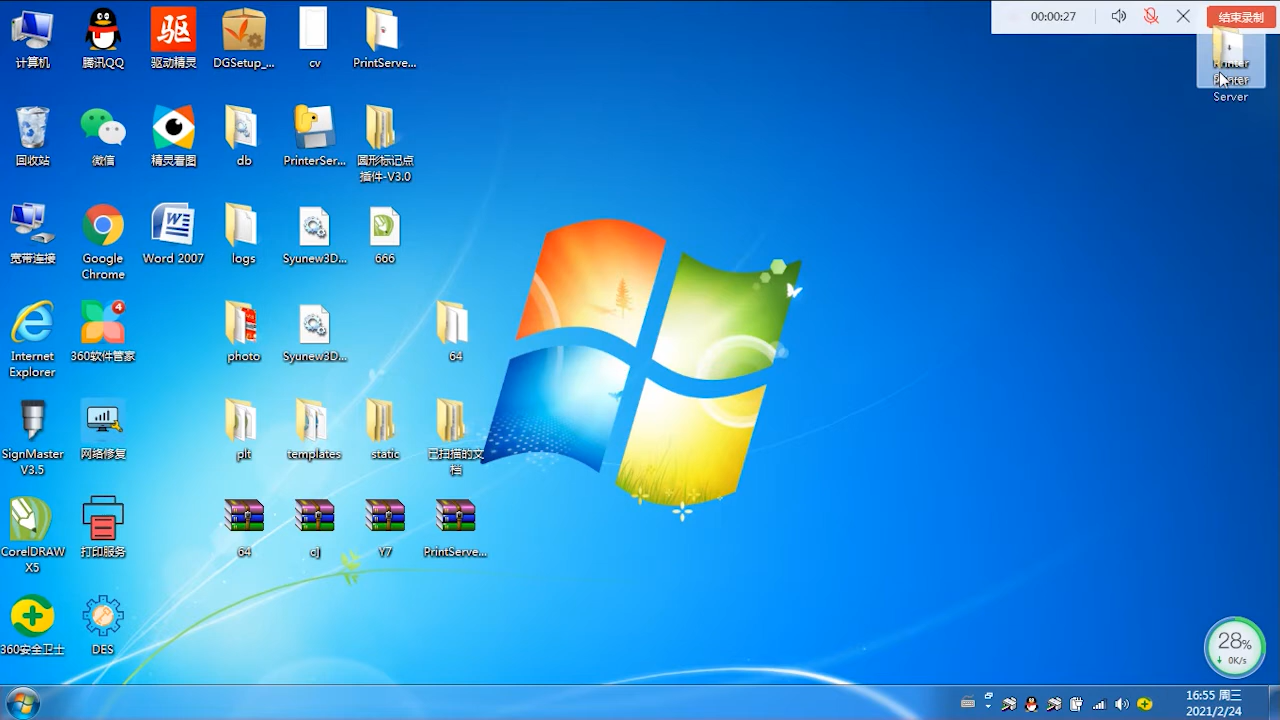 00:00:27
结束录制
计算机
腾讯QQ
驱
驱动精灵
DGSetup_...
cv
PrintServe...
Printer
Server
回收站
微信
精灵看图
db
PrinterSer...
圆形标记点
插件-V3.0
宽带连接
Google
Chrome
Word 2007
logs
Syunew3D...
666
Internet
Explorer
4
360软件管家
photo
Syunew3D...
64
SignMaster
V3.5
网络修复
plt
templates
static
已扫描的文
档
CorelDRAW
X5
打印服务
64
cj
Y7
PrintServe...
360安全卫士
DES
28%
0K/s
16:55 周三
2021/2/24